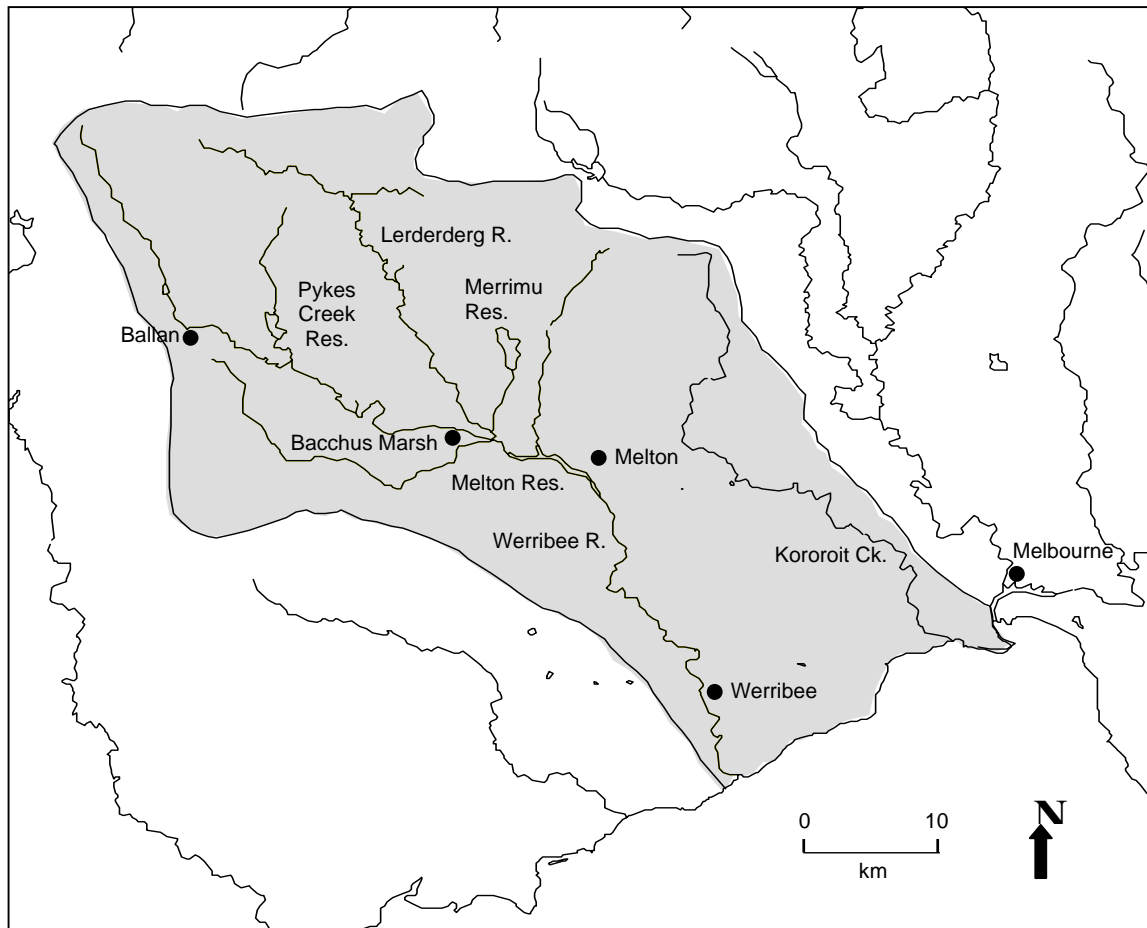 Lerderderg R.
Pykes
Creek
Res.
Merrimu
Res.
Ballan
Bacchus Marsh
Melton
Melton Res.
Werribee R.
Kororoit Ck.
Melbourne
Werribee
0 10
km
N